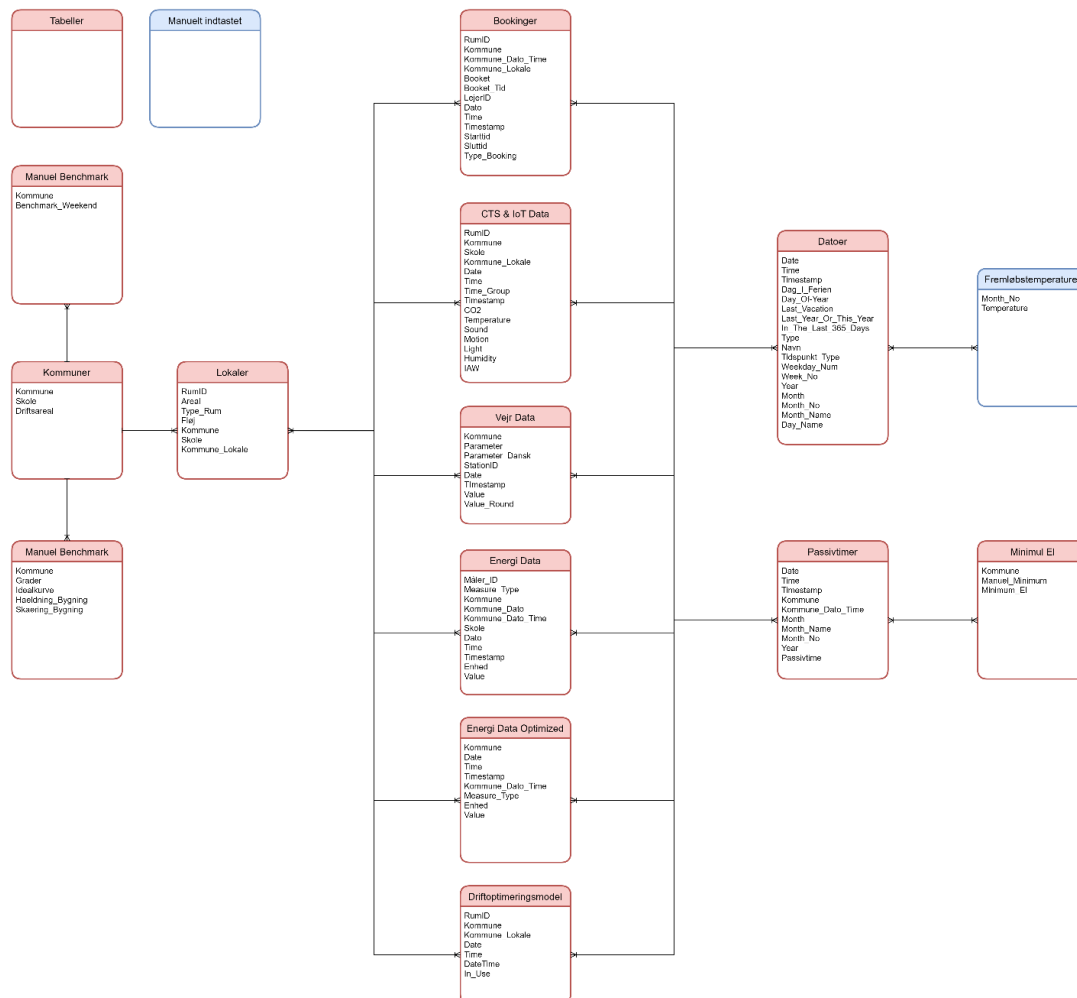 Tabeller
Manuelt indtastet
Manuel Benchmark
Kommune
Benchmark_Weekend
Kommuner
Kommune
Skole
Driftsareal
Manuel Benchmark
Kommune
Grader
Idealkurve
Haeldning_Bygning
Skaering_Bygning
Lokaler
RumID
Areal
Type_Rum
Fløj
Kommune
Skole
Kommune_Lokale
Bookinger
RumID
Kommune
Kommune_Dato_Time
Kommune_Lokale
Booket
Booket_Tid
LejerID
Dato
Time
Timestamp
Starttid
Sluttid
Type_Booking
CTS & IoT Data
RumID
Kommune
Skole
Kommune_Lokale
Date
Time
Time_Group
Timestamp
CO2
Temperature
Sound
Motion
Light
Humidity
IAW
Vejr Data
Kommune
Parameter
Parameter_Dansk
StationID
Date
TImestamp
Value
Value_Round
Energi Data
Måler_ID
Measure_Type
Kommune
Kommune_Dato
Kommune_Dato_Time
Skole
Dato
Time
Timestamp
Enhed
Value
Energi Data Optimized
Kommune
Date
Time
Timestamp
Kommune_Dato_Time
Measure_Type
Enhed
Value
Driftoptimeringsmodel
RumID
Kommune
Kommune_Lokale
Date
Time
DateTime
In_Use
Datoer
Date
Time
Timestamp
Dag_I_Ferien
Day_Of-Year
Last_Vacation
Last_Year_Or_This_Year
In_The_Last_365_Days
Type
Navn
Tidspunkt_Type
Weekday_Num
Week_No
Year
Month
Month_No
Month_Name
Day_Name
Passivtimer
Date
Time
Timestamp
Kommune
Kommune_Dato_Time
Month
Month_Name
Month_No
Year
Passivtime
Fremløbstemperature
Month_No
Temperature
Minimul El
Kommune
Manuel_Minimum
Minimum_El